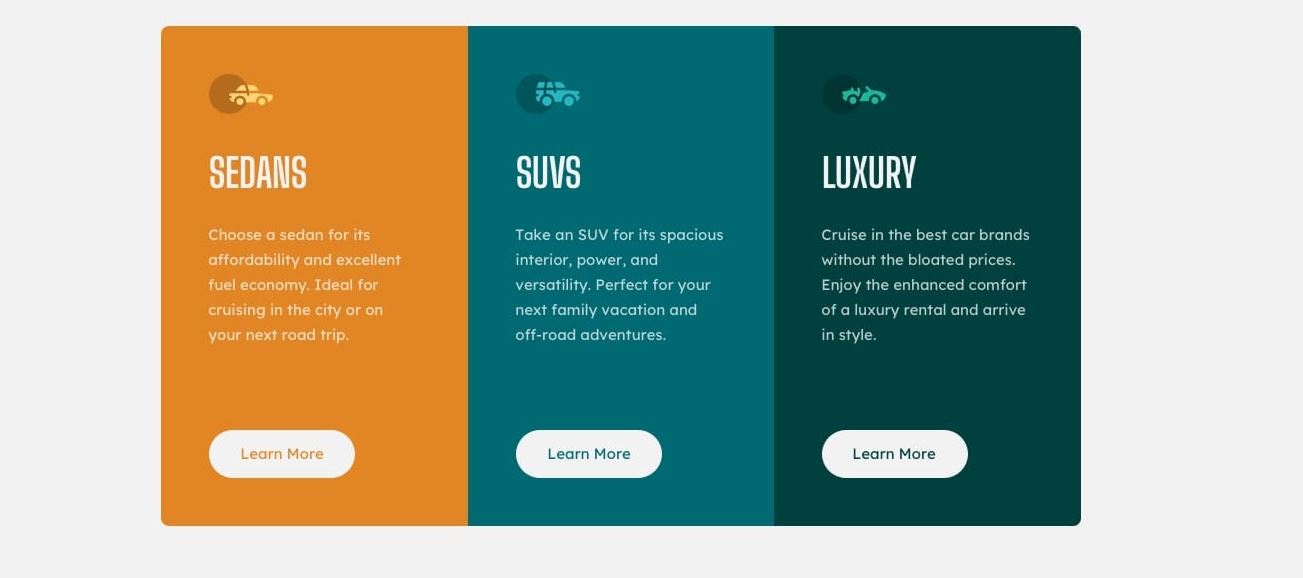 SEDANS
Choose a sedan for its
affordability and excellent
fuel economy. Ideal for
cruising in the city or on
your next road trip.
Learn More
SUVS
Take an SUV for its spacious
interior, power, and
versatility. Perfect for your
next family vacation and
off-road adventures.
Learn More
LUXURY
Cruise in the best car brands
without the bloated prices.
Enjoy the enhanced comfort
of a luxury rental and arrive
in style.
Learn More